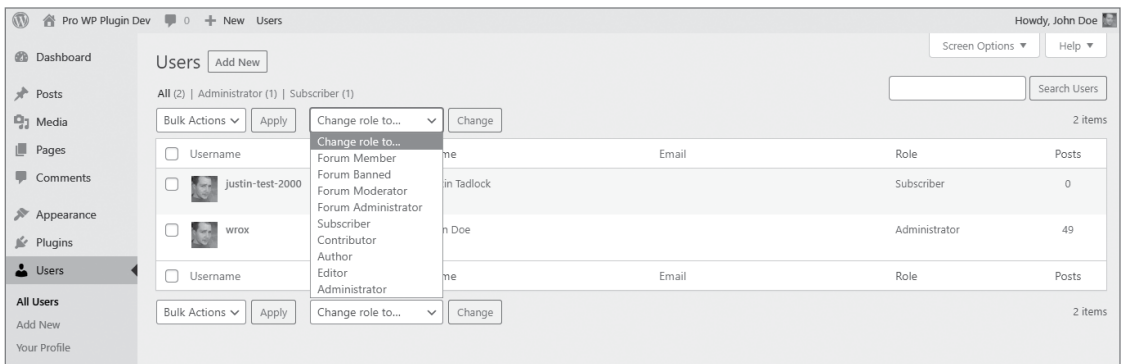 Pro WP Plugin Dev 0 + New Users Howdy, John Doe
Screen Options ▼ Help ▼
Dashboard
Posts
Media
Pages
Comments
Appearance
Plugins
Users
All Users
Add New
Your Profile
Users Add New
All (2) | Administrator (1) | Subscriber (1)
Search Users
Bulk Actions Apply Change role to... Change 2 items
Change role to...
Forum Member
Forum Banned
Forum Moderator
Forum Administrator
Subscriber
Contributor
Author
Editor
Administrator
Username Email Role Posts
justin-test-2000 Tadlock Subscriber 0
wrox Doe Administrator 49
Username Email Role Posts
Bulk Actions Apply Change role to... Change 2 items